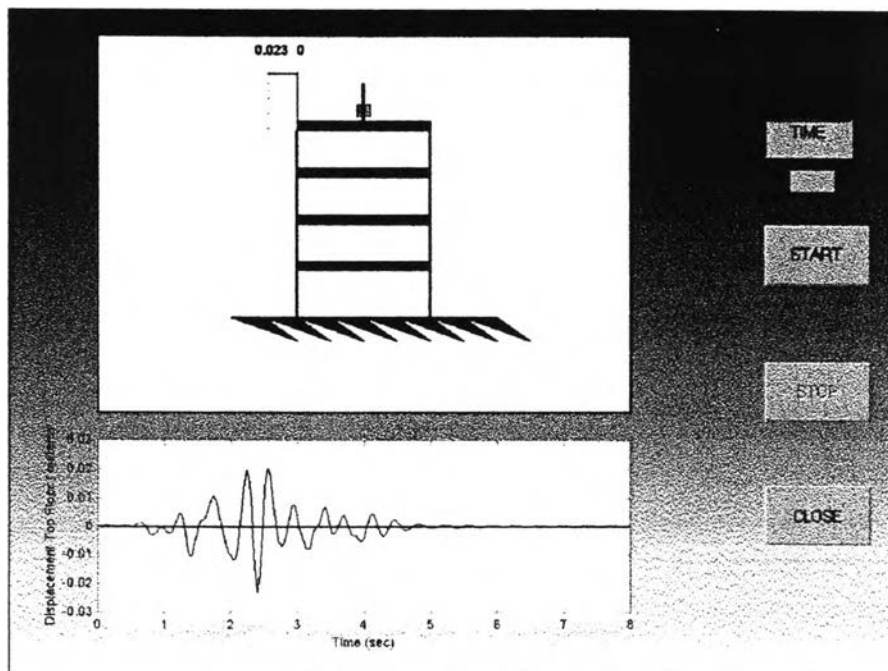 0.023 0
TIME
START
STOP
CLOSE
Displacement Top Floor
0.03
0.02
0.01
0
-0.01
-0.02
-0.03
0 1 2 3 4 5 6 7 8
Time (sec)